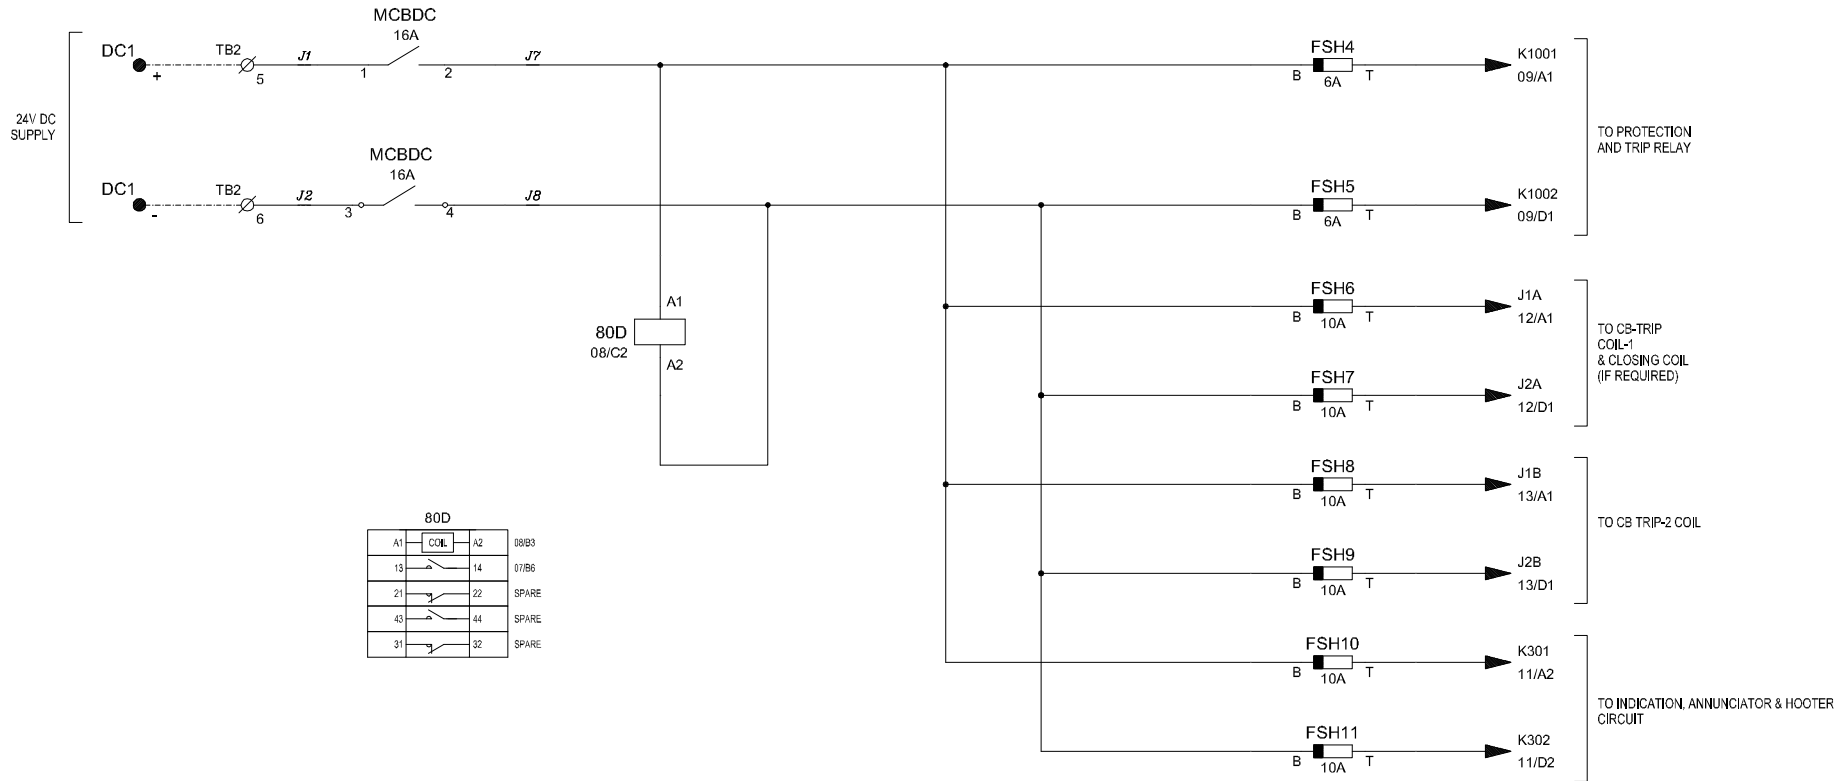 24V DC
SUPPLY
DC1
+
TB2
5
J1
MCBDC
16A
1
2
J7
DC1
-
TB2
6
J2
MCBDC
16A
3
4
J8
A1
80D
08/C2
A2
FSH4
B
6A
T
K1001
09/A1
FSH5
B
6A
T
K1002
09/D1
TO PROTECTION
AND TRIP RELAY
FSH6
B
10A
T
J1A
12/A1
FSH7
B
10A
T
J2A
12/D1
TO CB-TRIP
COIL-1
& CLOSING COIL
(IF REQUIRED)
FSH8
B
10A
T
J1B
13/A1
FSH9
B
10A
T
J2B
13/D1
TO CB TRIP-2 COIL
FSH10
B
10A
T
K301
11/A2
FSH11
B
10A
T
K302
11/D2
TO INDICATION, ANNUNCIATOR & HOOTER
CIRCUIT
80D
A1 COIL A2 08/B3
13 14 07/B6
21 22 SPARE
43 44 SPARE
31 32 SPARE